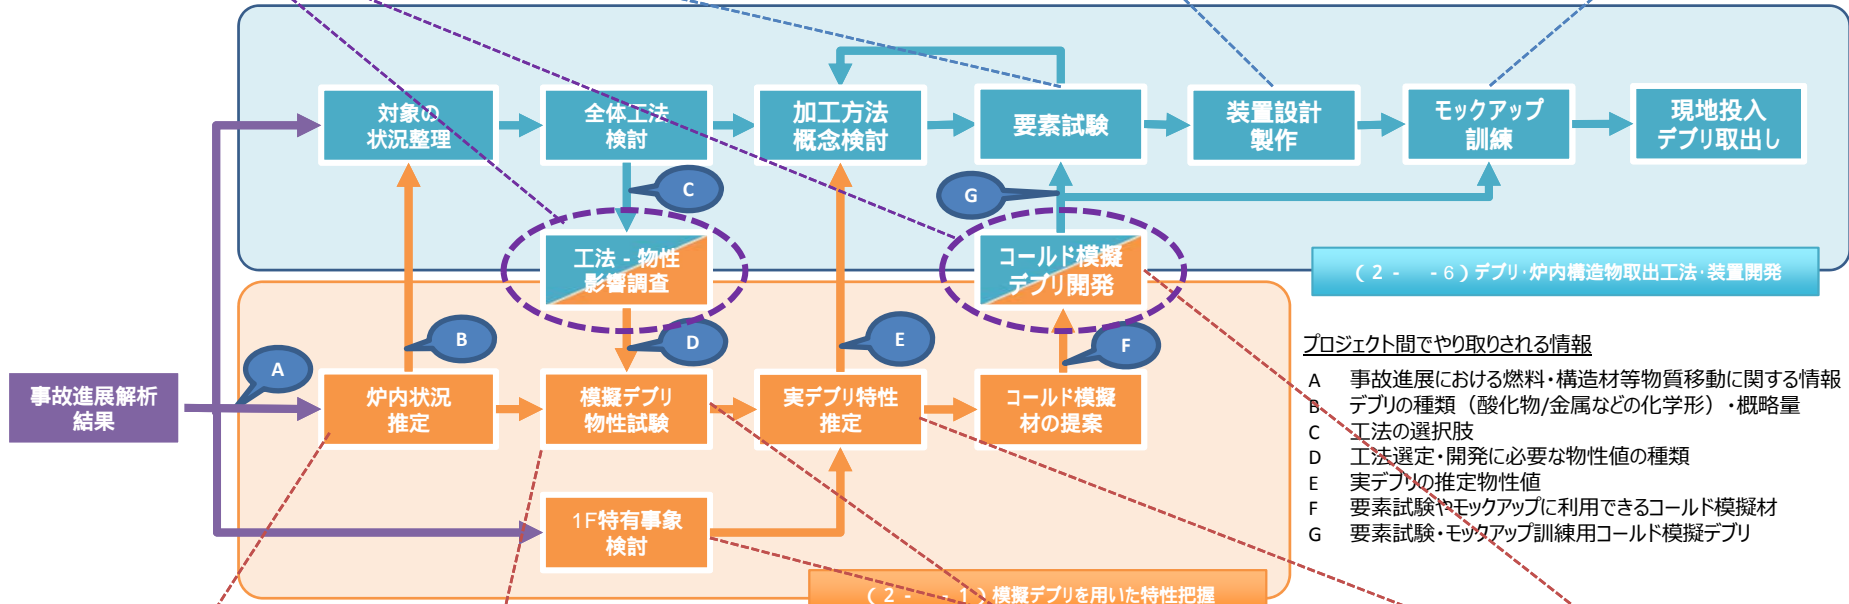 対象の
状況整理
全体工法
検討
加工方法
概念検討
要素試験
装置設計
製作
モックアップ
訓練
現地投入
デブリ取出し
C
G
工法‐物性
影響調査
コールド模擬
デブリ開発
(2‐ ‐6)デブリ・炉内構造物取出工法・装置開発
A
B
D
E
F
事故進展解析
結果
炉内状況
推定
模擬デブリ
物性試験
実デブリ特性
推定
コールド模擬
材の提案
1F特有事象
検討
(2‐ ‐1)模擬デブリを用いた特性把握
プロジェクト間でやり取りされる情報
A 事故進展における燃料・構造材等物質移動に関する情報
B デブリの種類(酸化物/金属などの化学形)・概略量
C 工法の選択肢
D 工法選定・開発に必要な物性値の種類
E 実デブリの推定物性値
F 要素試験やモックアップに利用できるコールド模擬材
G 要素試験・モックアップ訓練用コールド模擬デブリ